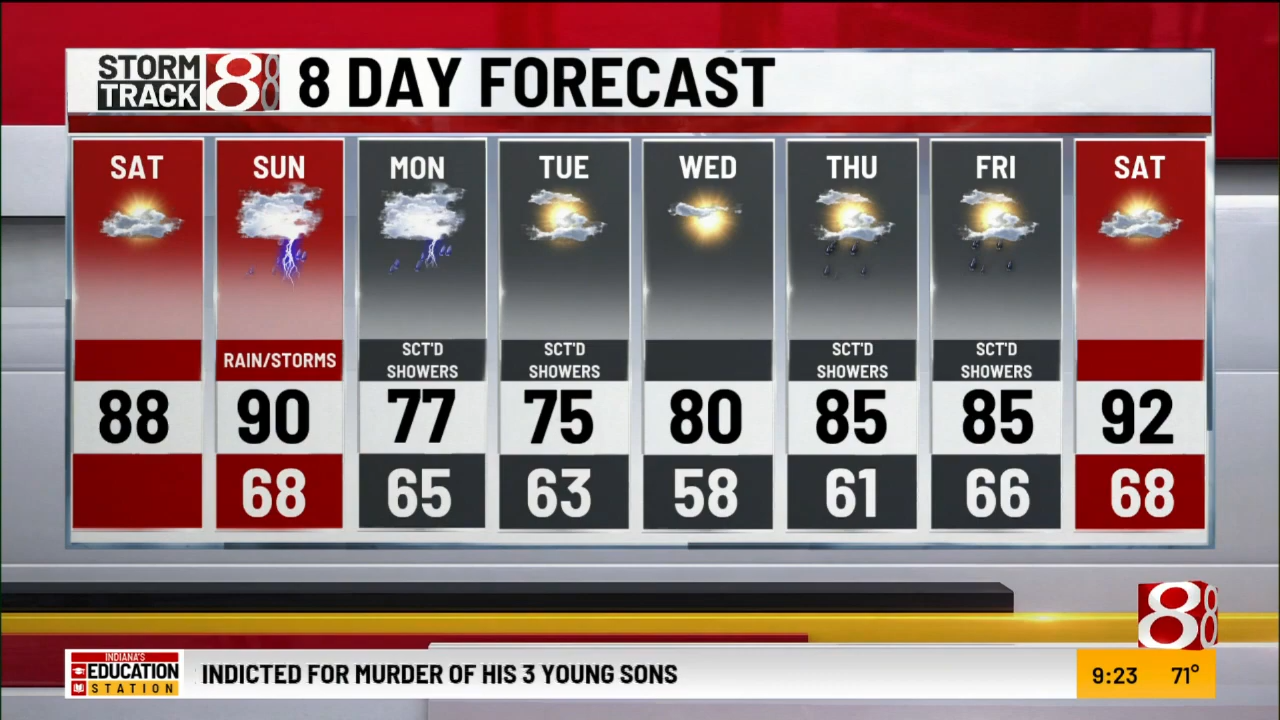 STORM
TRACK
8 8
8 DAY FORECAST
SAT SUN MON TUE WED THU FRI SAT
RAIN/STORMS
SCT'D
SHOWERS
SCT'D
SHOWERS
SCT'D
SHOWERS
SCT'D
SHOWERS
88 90 77 75 80 85 85 92
68 65 63 58 61 66 68
8 8
INDIANA'S
EDUCATION
STATION
INDICTED FOR MURDER OF HIS 3 YOUNG SONS
9:23 71°